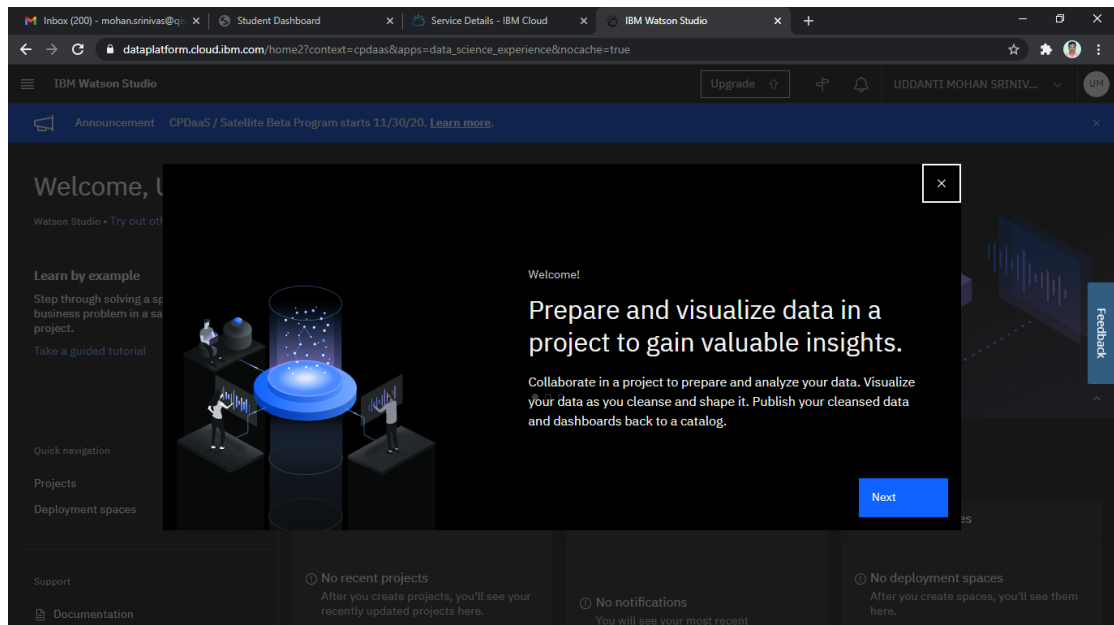 Inbox (200) - mohan.srinivas@qi
Student Dashboard
Service Details - IBM Cloud
IBM Watson Studio
dataplatform.cloud.ibm.com/home2?context=cpdaas&apps=data_science_experience&nocache=true
IBM Watson Studio
Upgrade
UDDANTI MOHAN SRINIV...
UM
Announcement CPDaaS / Satellite Beta Program starts 11/30/20. Learn more.
Welcome, U
Watson Studio • Try out oth
Learn by example
Step through solving a sp
business problem in a sa
project.
Take a guided tutorial
Welcome!
Prepare and visualize data in a
project to gain valuable insights.
Collaborate in a project to prepare and analyze your data. Visualize
your data as you cleanse and shape it. Publish your cleansed data
and dashboards back to a catalog.
Next
Feedback
Quick navigation
Projects
Deployment spaces
es
Support
Documentation
No recent projects
After you create projects, you'll see your
recently updated projects here.
No notifications
You will see your most recent
No deployment spaces
After you create spaces, you'll see them
here.